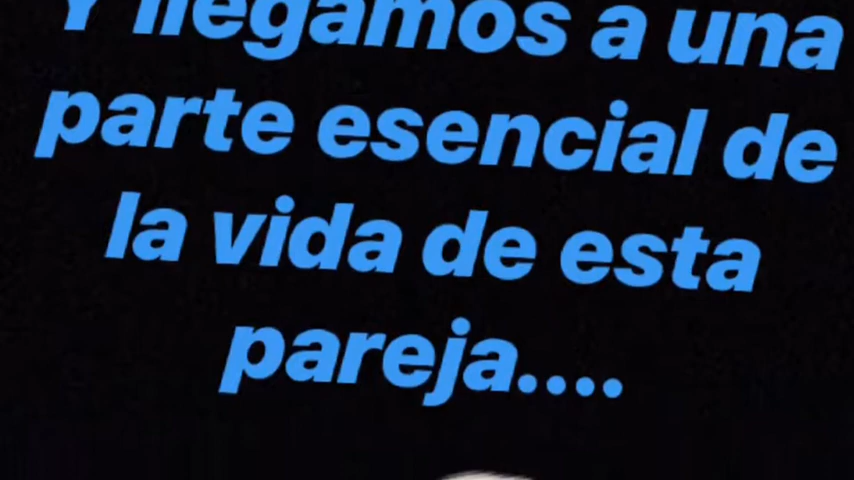 Y llegamos a una
parte esencial de
la vida de esta
pareja....